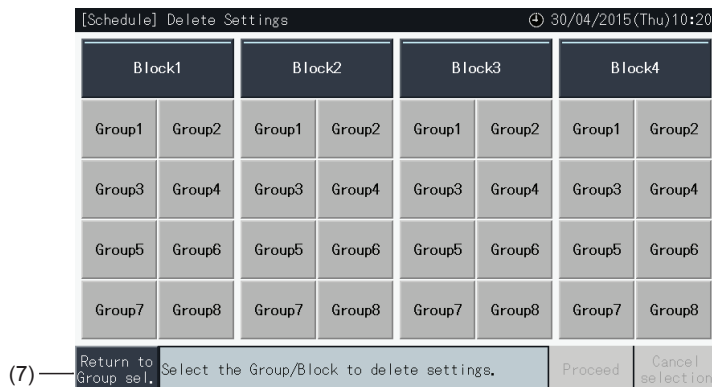 [Schedule] Delete Settings 30/04/2015(Thu)10:20
Block1 Block2 Block3 Block4
Group1 Group2 Group1 Group2 Group1 Group2 Group1 Group2
Group3 Group4 Group3 Group4 Group3 Group4 Group3 Group4
Group5 Group6 Group5 Group6 Group5 Group6 Group5 Group6
Group7 Group8 Group7 Group8 Group7 Group8 Group7 Group8
(7)
Return to
Group sel.
Select the Group/Block to delete settings.
Proceed
Cancel
selection